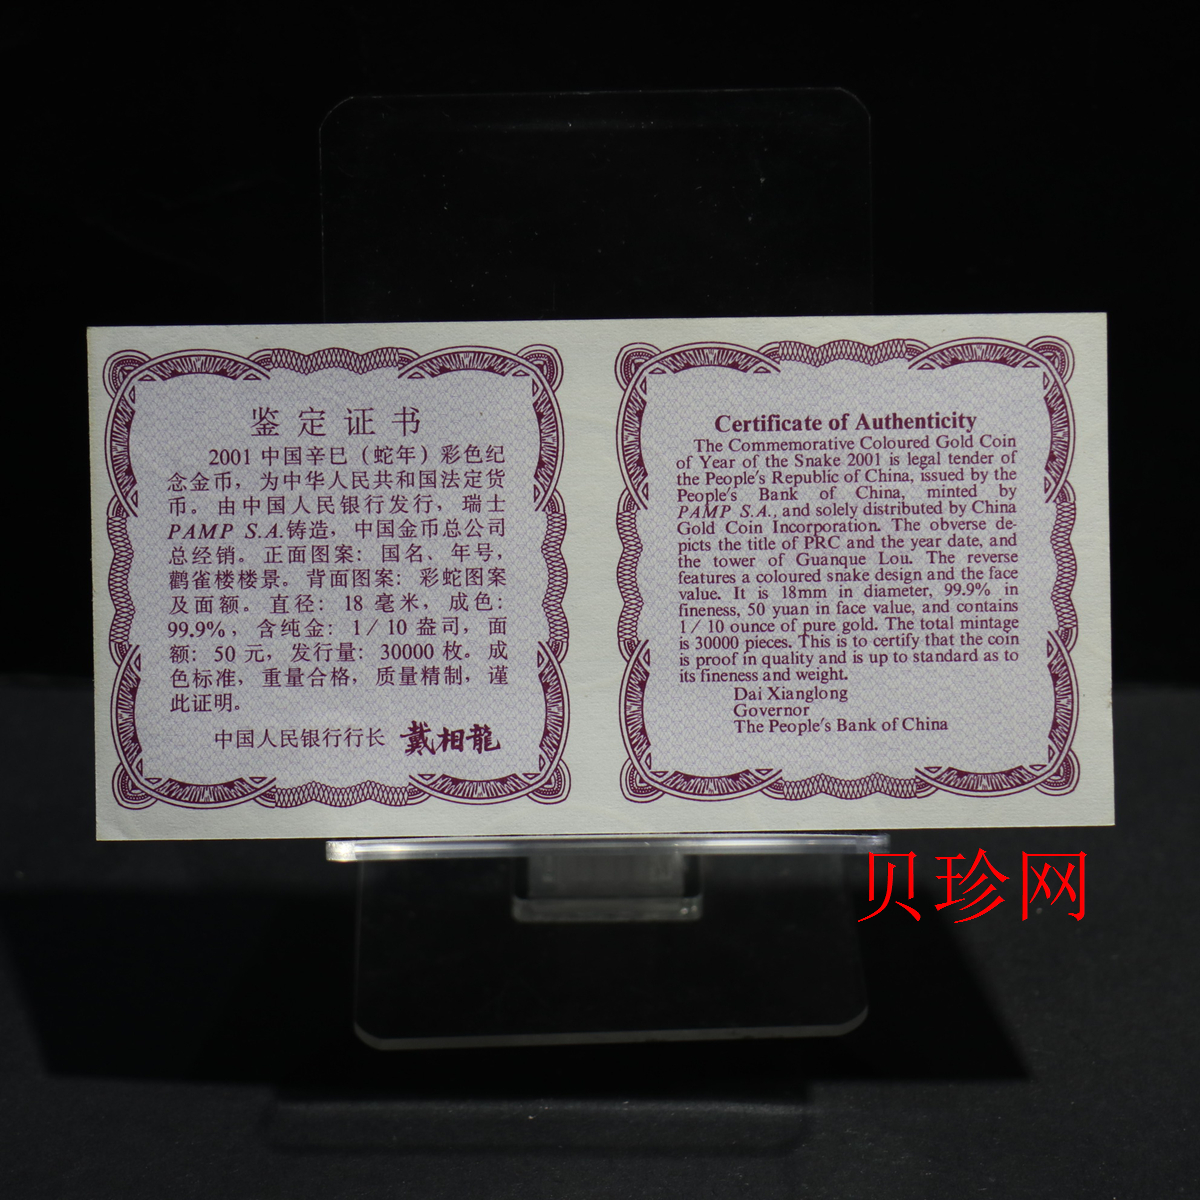 鉴定证书
2001 中国辛巳（蛇年）彩色纪
念金币，为中华人民共和国法定货
币。由中国人民银行发行，瑞士
PAMP S.A.铸造，中国金币总公司
总经销。正面图案：国名、年号，
鹳雀楼楼景。背面图案：彩蛇图案
及面额。直径：18 毫米，成色：
99.9%，含纯金：1/10 盎司，面
额：50 元，发行量：30000 枚。成
色标准，重量合格，质量精制，谨
此证明。
中国人民银行行长 戴相龍
Certificate of Authenticity
The Commemorative Coloured Gold Coin
of Year of the Snake 2001 is legal tender of
the People's Republic of China, issued by the
People's Bank of China, minted by
PAMP S.A., and solely distributed by China
Gold Coin Incorporation. The obverse de-
picts the title of PRC and the year date, and
the tower of Guanque Lou. The reverse
features a coloured snake design and the face
value. It is 18mm in diameter, 99.9% in
fineness, 50 yuan in face value, and contains
1/10 ounce of pure gold. The total mintage
is 30000 pieces. This is to certify that the coin
is proof in quality and is up to standard as to
its fineness and weight.
Dai Xianglong
Governor
The People's Bank of China
贝珍网